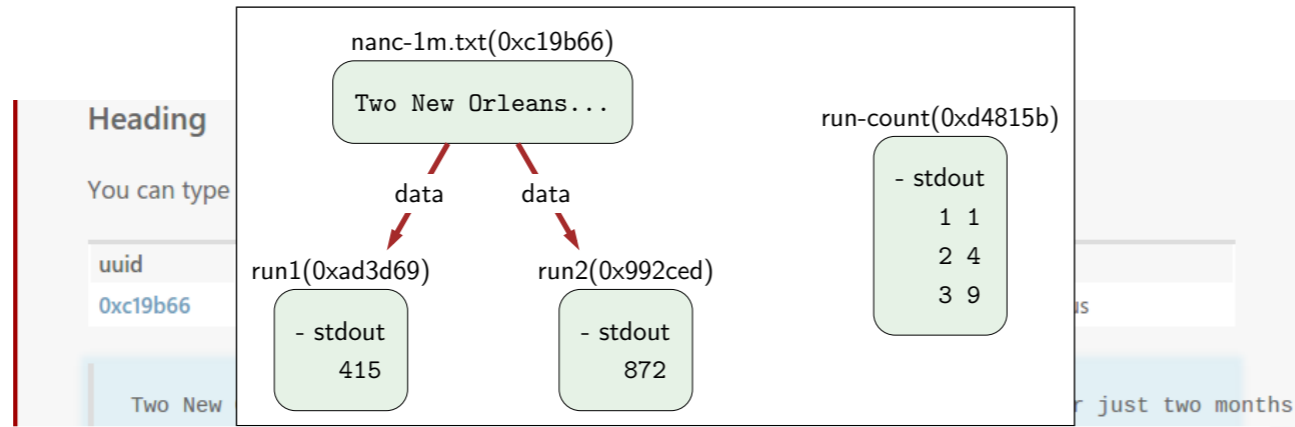 nanc-1m.txt(0xc19b66)
Two New Orleans...
data
data
run1(0xad3d69)
- stdout
415
run2(0x992ced)
- stdout
872
run-count(0xd4815b)
- stdout
1 1
2 4
3 9
Heading
You can type
uuid
0xc19b66
Two New
just two months